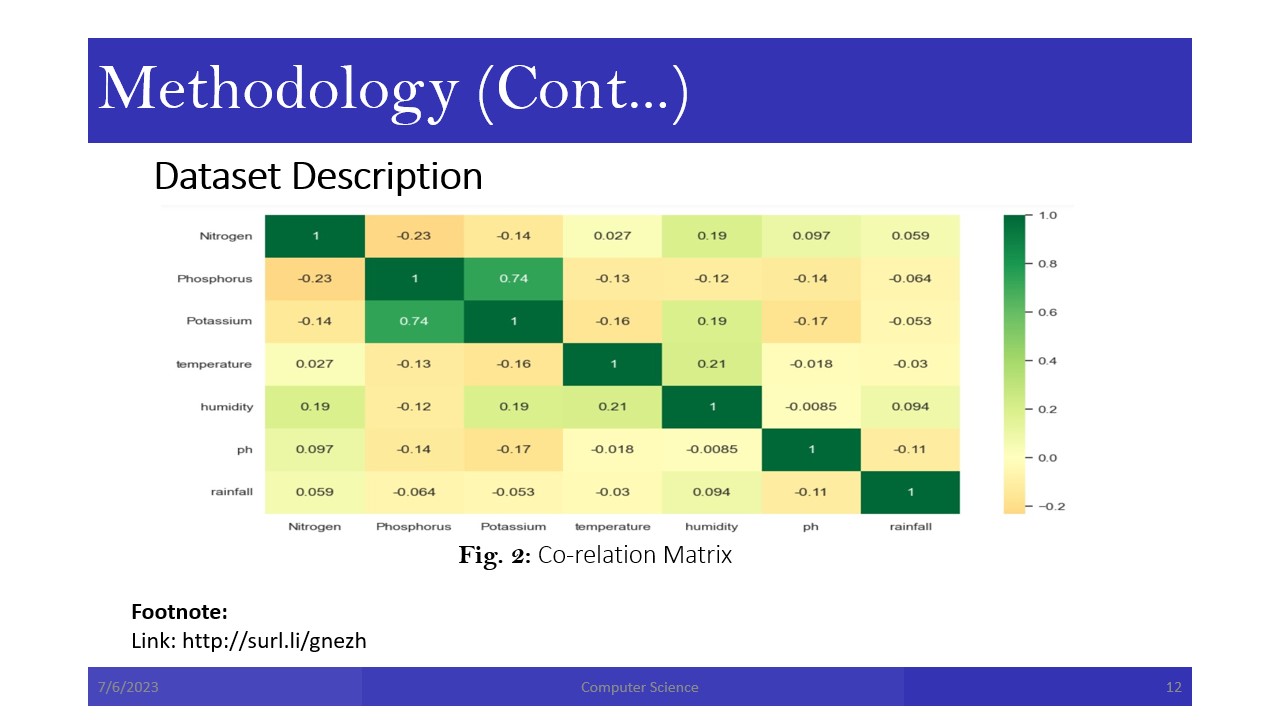 Methodology (Cont...)
Dataset Description
Nitrogen 1 -0.23 -0.14 0.027 0.19 0.097 0.059
Phosphorus -0.23 1 0.74 -0.13 -0.12 -0.14 -0.064
Potassium -0.14 0.74 1 -0.16 0.19 -0.17 -0.053
temperature 0.027 -0.13 -0.16 1 0.21 -0.018 -0.03
humidity 0.19 -0.12 0.19 0.21 1 -0.0085 0.094
ph 0.097 -0.14 -0.17 -0.018 -0.0085 1 -0.11
rainfall 0.059 -0.064 -0.053 -0.03 0.094 -0.11 1
Nitrogen Phosphorus Potassium temperature humidity ph rainfall
1.0
0.8
0.6
0.4
0.2
0.0
-0.2
Fig. 2: Co-relation Matrix
Footnote:
Link: http://surl.li/gnezh
7/6/2023 Computer Science 12